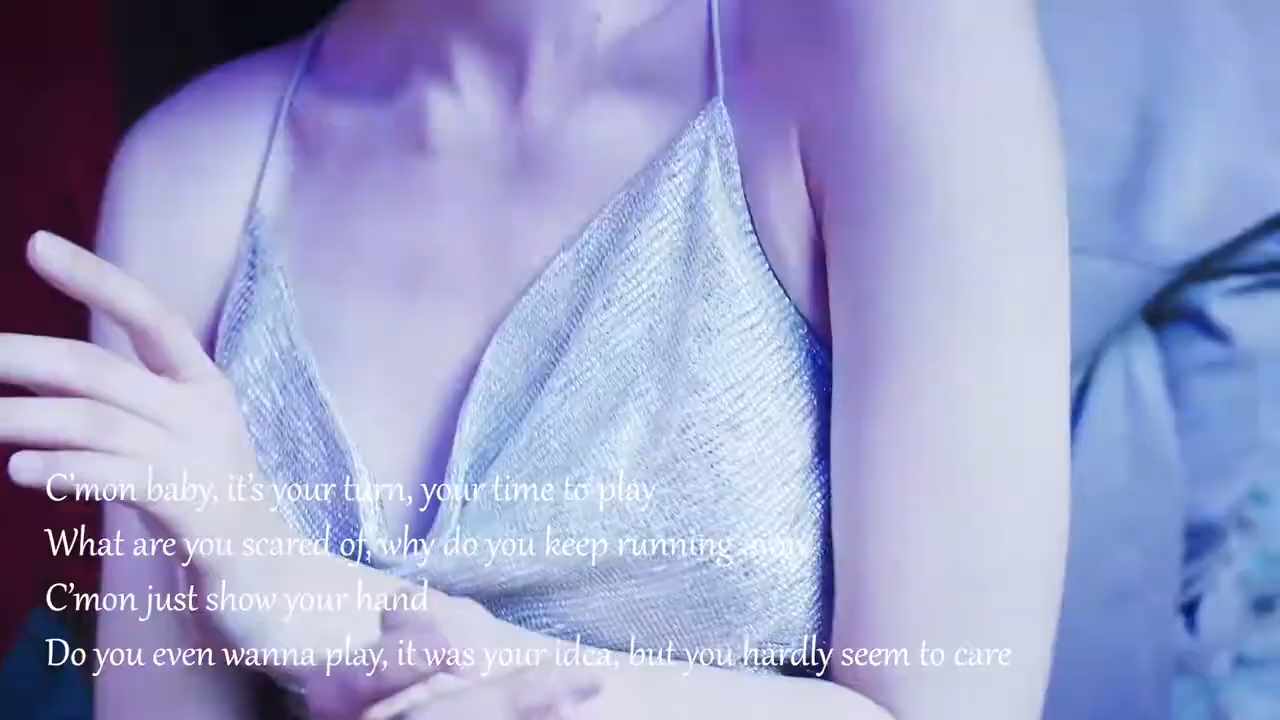 C'mon baby, it's your turn, your time to play
What are you scared of, why do you keep running away
C'mon just show your hand
Do you even wanna play, it was your idea, but you hardly seem to care